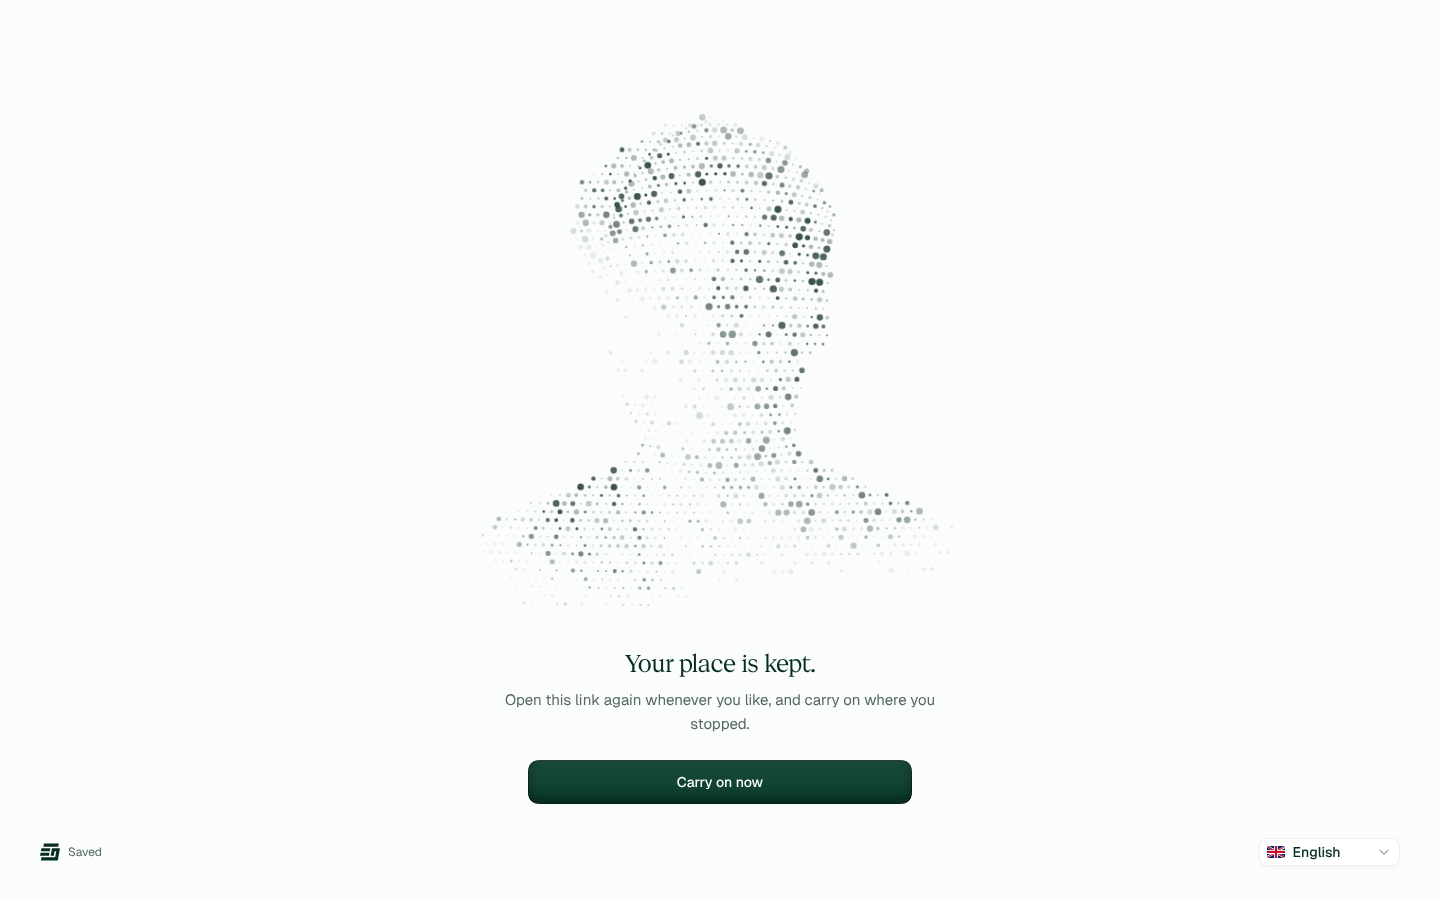 Your place is kept.
Open this link again whenever you like, and carry on where you
stopped.
Carry on now
Saved
English